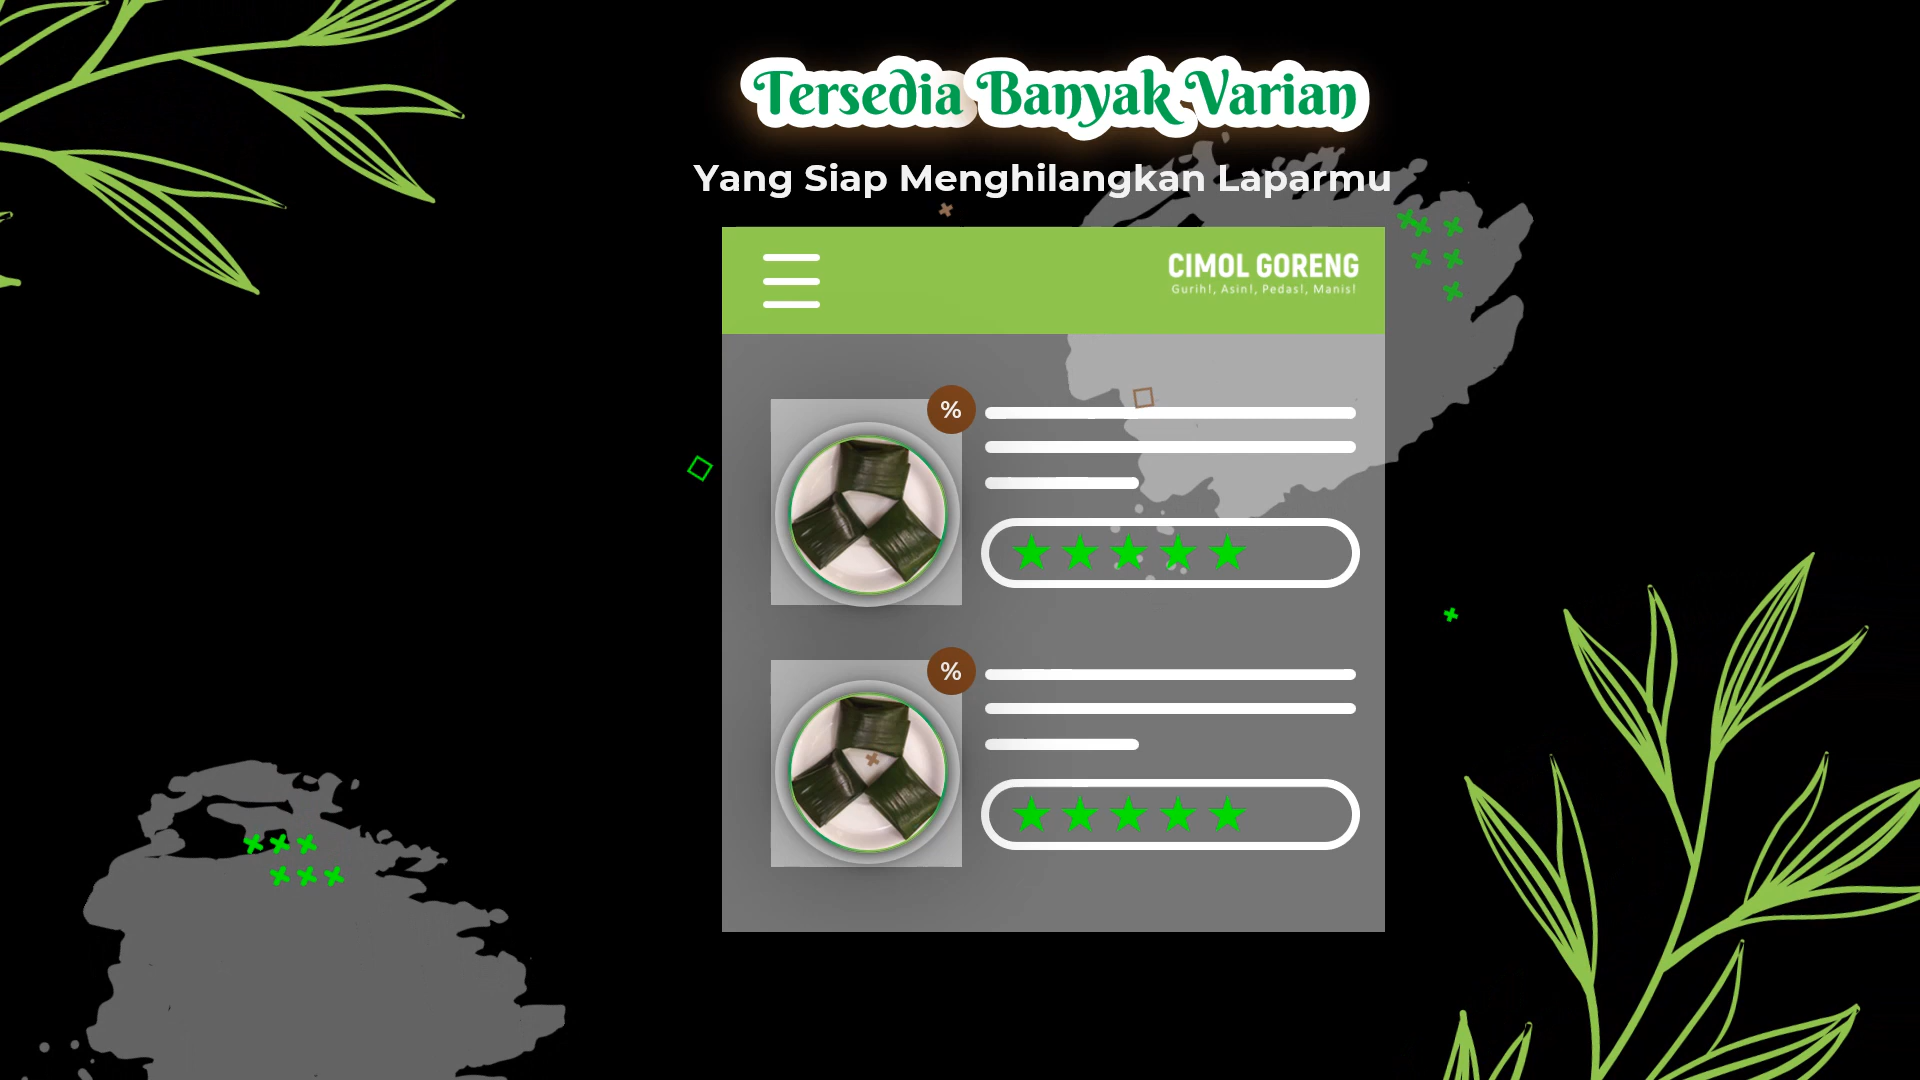 Tersedia Banyak Varian
Yang Siap Menghilangkan Laparmu
CIMOL GORENG
Gurih!, Asin!, Pedas!, Manis!
%
%